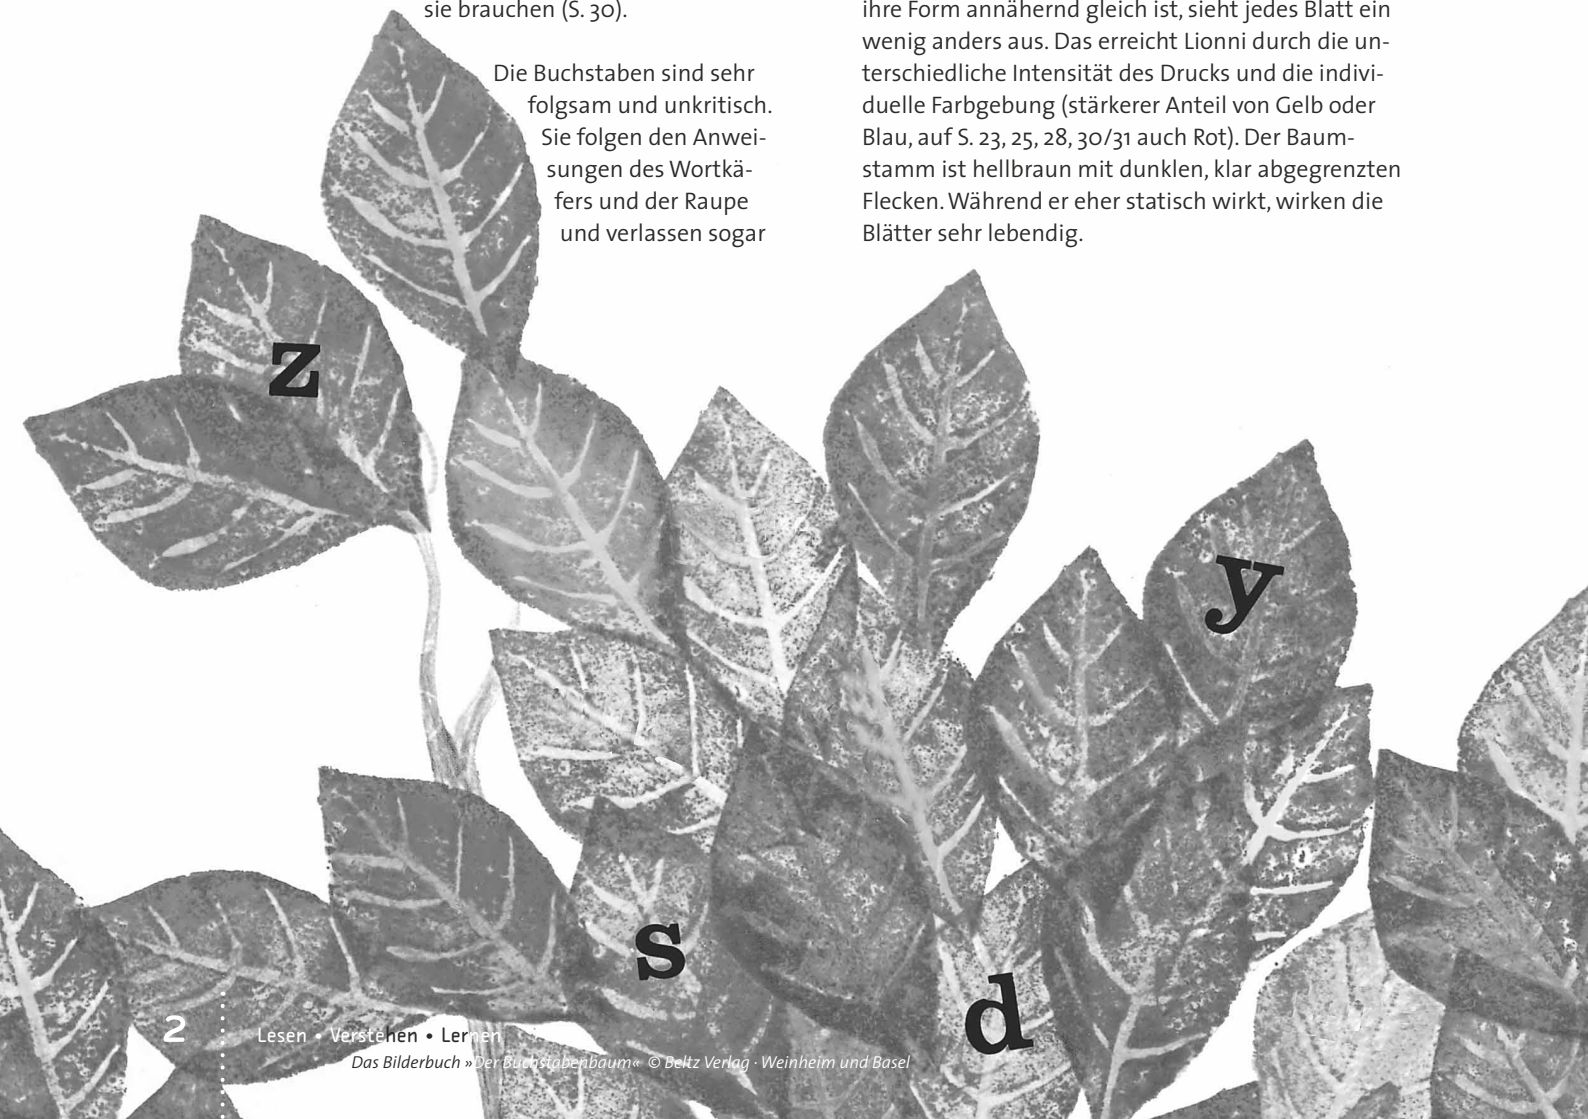 sie brauchen (S. 30).
Die Buchstaben sind sehr
folgsam und unkritisch.
Sie folgen den Anwei-
sungen des Wortkä-
fers und der Raupe
und verlassen sogar
ihre Form annähernd gleich ist, sieht jedes Blatt ein
wenig anders aus. Das erreicht Lionni durch die un-
terschiedliche Intensität des Drucks und die indivi-
duelle Farbgebung (stärkerer Anteil von Gelb oder
Blau, auf S. 23, 25, 28, 30/31 auch Rot). Der Baum-
stamm ist hellbraun mit dunklen, klar abgegrenzten
Flecken. Während er eher statisch wirkt, wirken die
Blätter sehr lebendig.
z
y
s
d
2
Lesen • Verstehen • Lernen
Das Bilderbuch »Der Buchstabenbaum« © Beltz Verlag · Weinheim und Basel